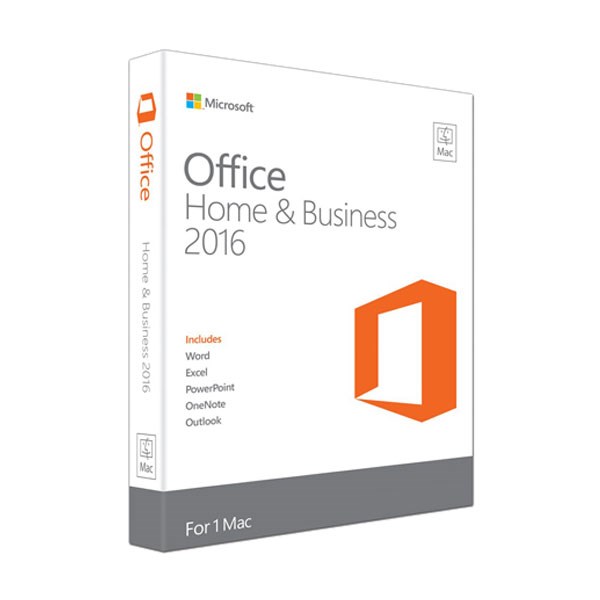 Microsoft
Mac
Office
Home & Business
2016
Includes
Word
Excel
PowerPoint
OneNote
Outlook
For 1 Mac
Office
Home & Business 2016
Mac